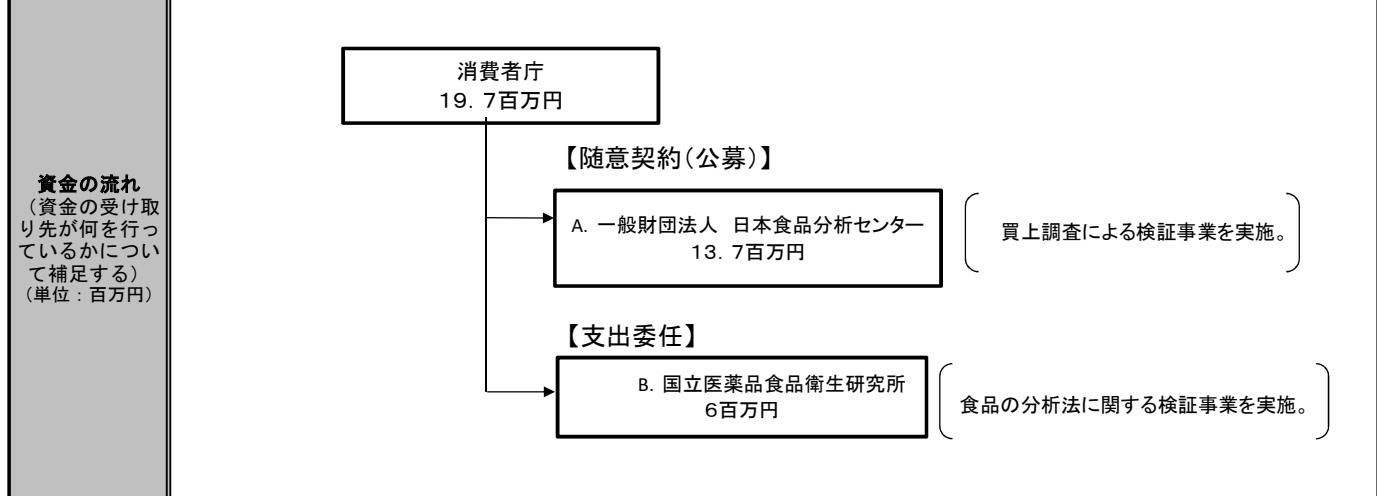 資金の流れ
（資金の受け取
り先が何を行っ
ているかについ
て補足する）
（単位：百万円）
消費者庁
１９．７百万円
【随意契約（公募）】
A．一般財団法人　日本食品分析センター
１３．７百万円
買上調査による検証事業を実施。
【支出委任】
B．国立医薬品食品衛生研究所
６百万円
食品の分析法に関する検証事業を実施。